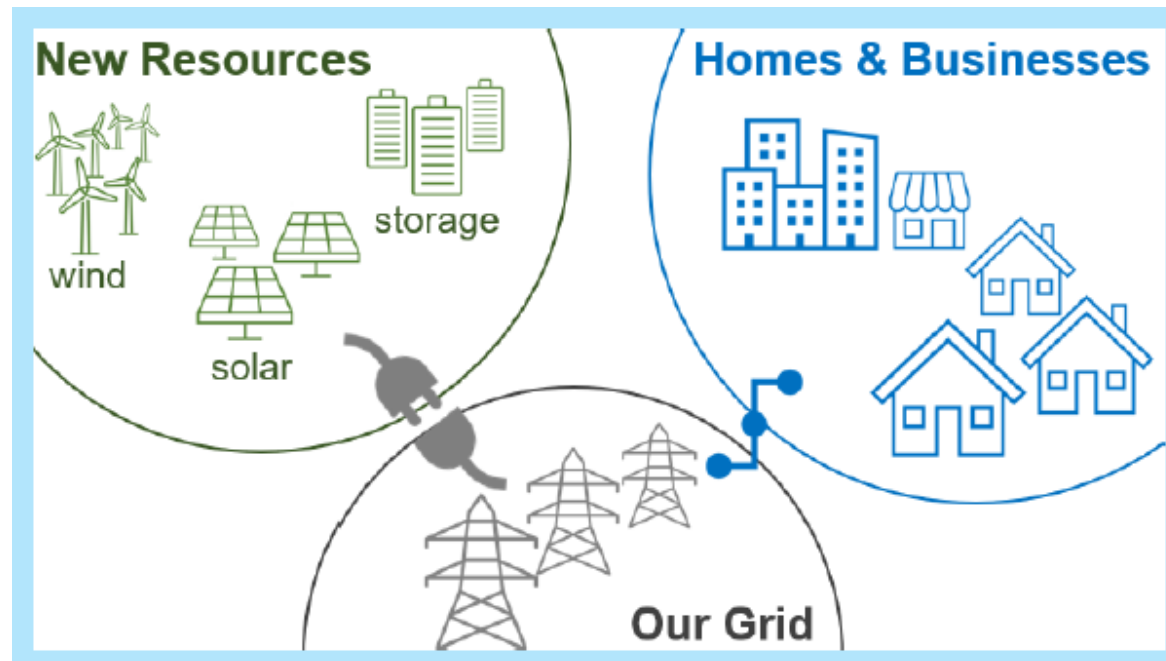 New Resources
Homes & Businesses
storage
wind
solar
Our Grid